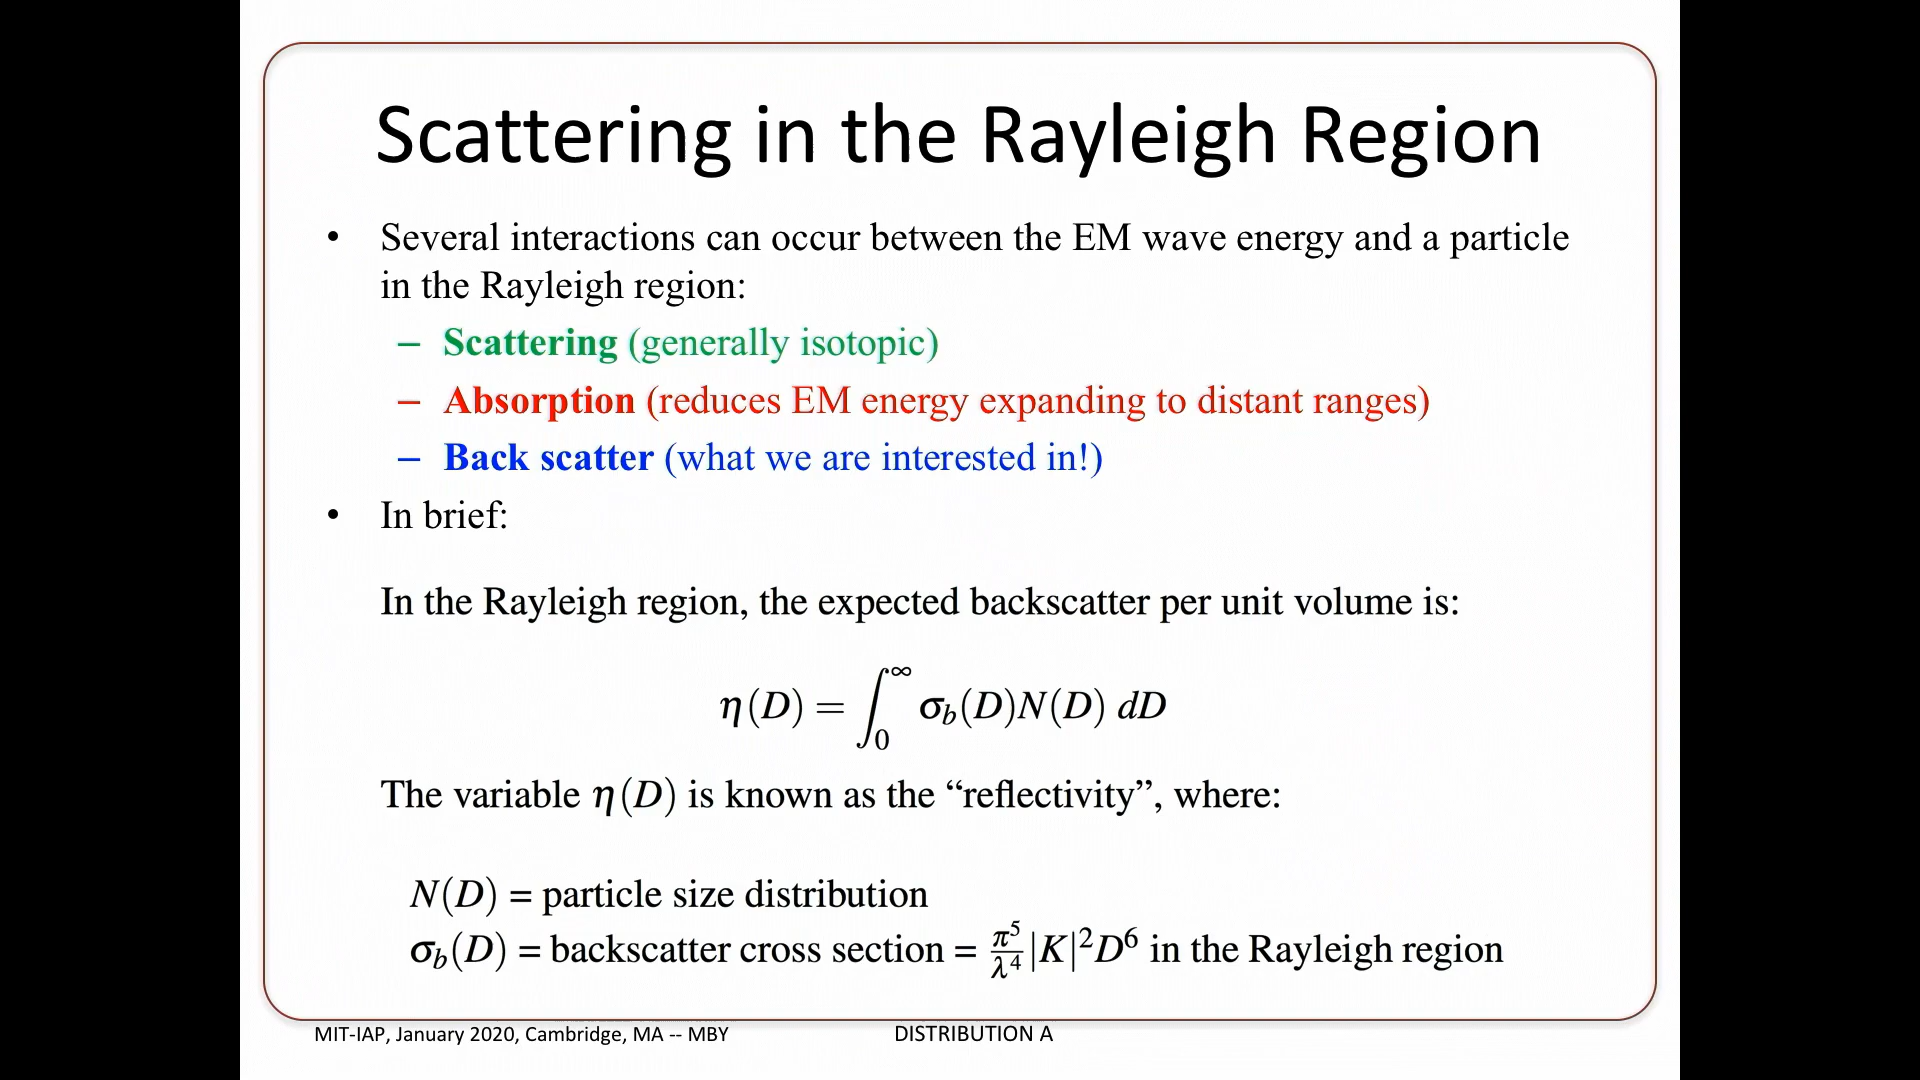 Scattering in the Rayleigh Region
• Several interactions can occur between the EM wave energy and a particle
in the Rayleigh region:
– Scattering (generally isotopic)
– Absorption (reduces EM energy expanding to distant ranges)
– Back scatter (what we are interested in!)
• In brief:
In the Rayleigh region, the expected backscatter per unit volume is:
η(D) = ∫₀^∞ σ_b(D)N(D) dD
The variable η(D) is known as the “reflectivity”, where:
N(D) = particle size distribution
σ_b(D) = backscatter cross section = π⁵/λ⁴ |K|²D⁶ in the Rayleigh region
MIT-IAP, January 2020, Cambridge, MA -- MBY
DISTRIBUTION A